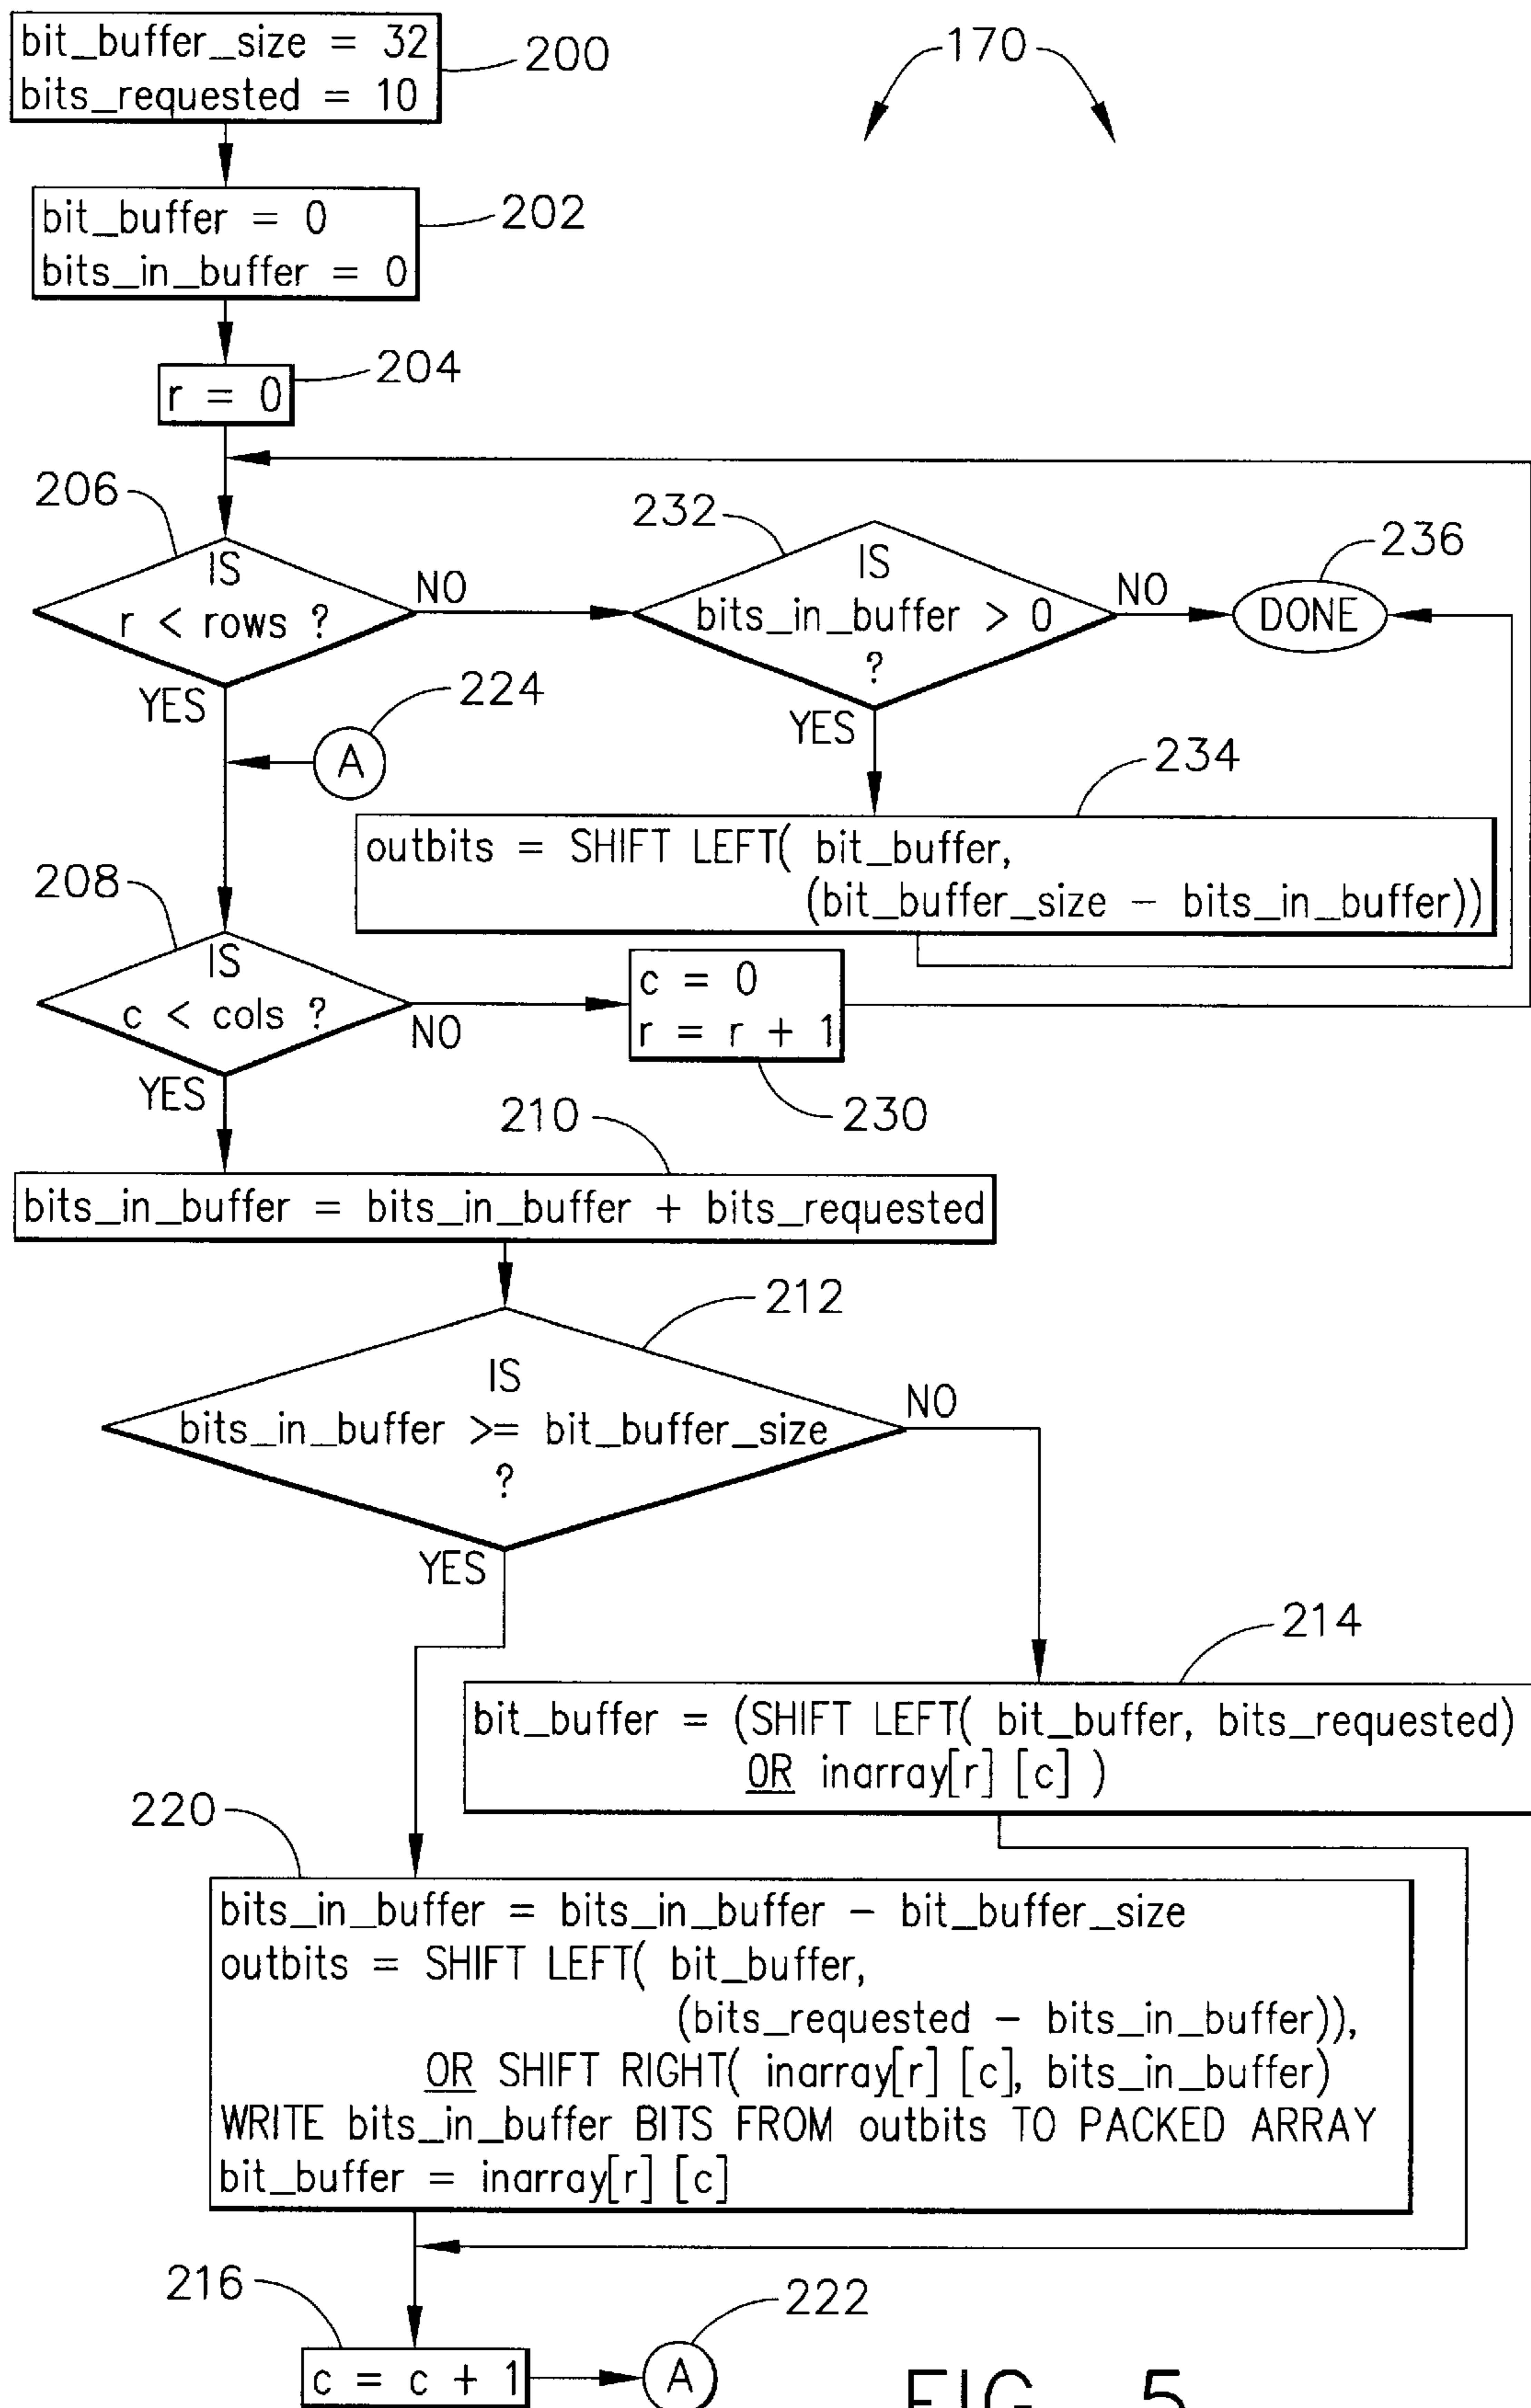 bit_buffer_size = 32
bits_requested = 10
200
170
bit_buffer = 0
bits_in_buffer = 0
202
r = 0
204
206
IS
r < rows ?
NO
YES
232
IS
bits_in_buffer > 0
?
NO
YES
236
DONE
A
224
234
outbits = SHIFT LEFT( bit_buffer,
(bit_buffer_size - bits_in_buffer))
208
IS
c < cols ?
NO
YES
c = 0
r = r + 1
230
210
bits_in_buffer = bits_in_buffer + bits_requested
212
IS
bits_in_buffer >= bit_buffer_size
?
NO
YES
214
bit_buffer = (SHIFT LEFT( bit_buffer, bits_requested)
OR inarray[r] [c] )
220
bits_in_buffer = bits_in_buffer - bit_buffer_size
outbits = SHIFT LEFT( bit_buffer,
(bits_requested - bits_in_buffer)),
OR SHIFT RIGHT( inarray[r] [c], bits_in_buffer)
WRITE bits_in_buffer BITS FROM outbits TO PACKED ARRAY
bit_buffer = inarray[r] [c]
216
c = c + 1
222
A
FIG. 5